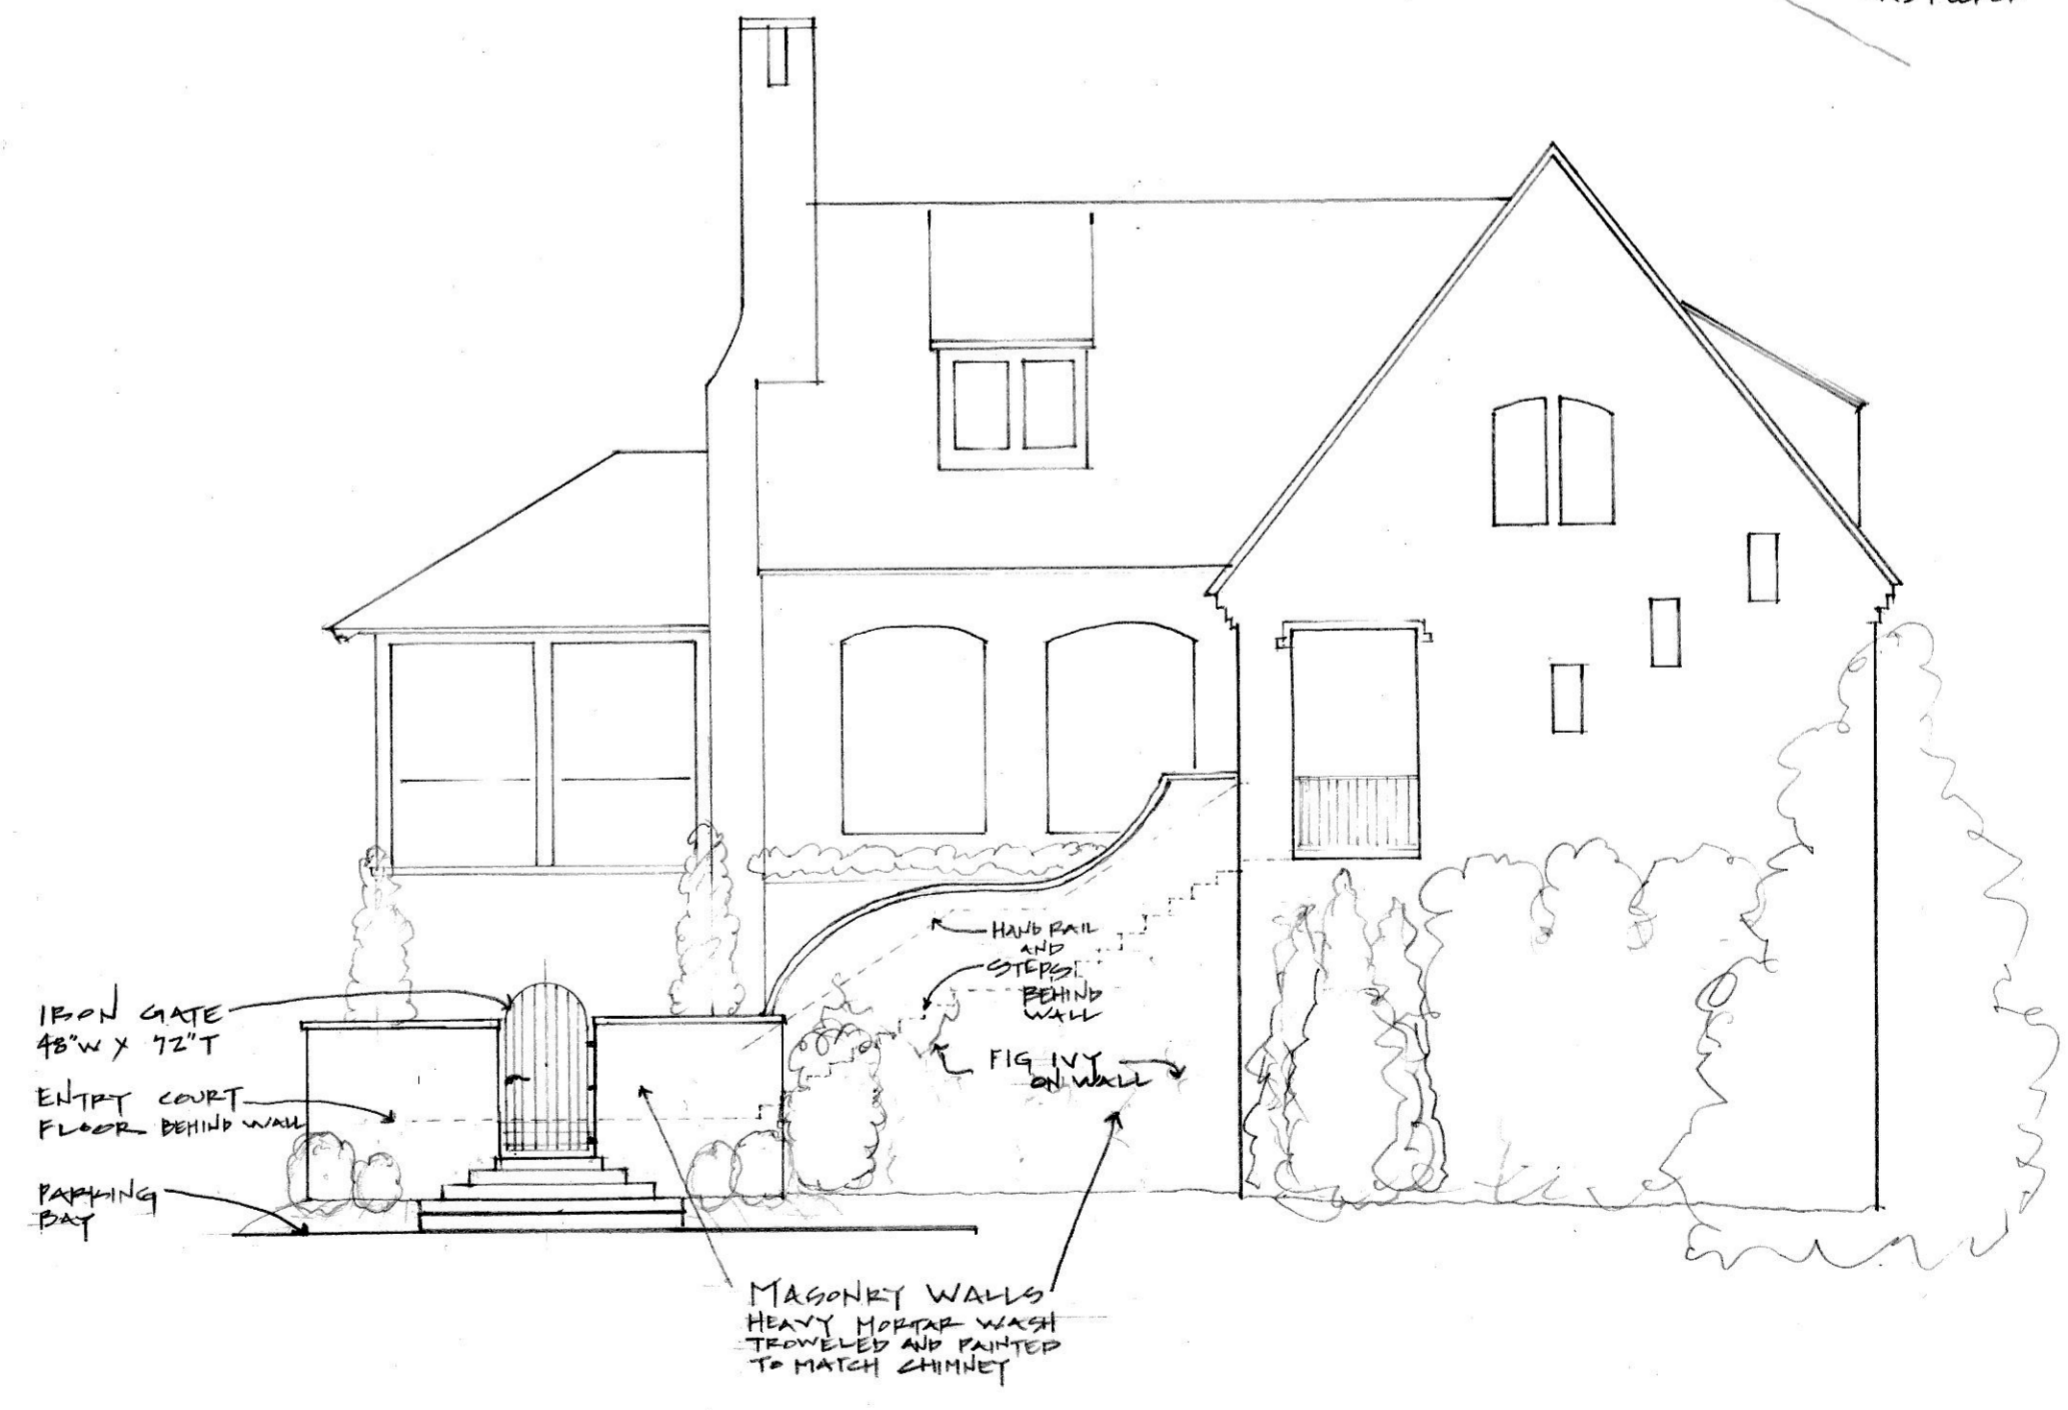 IRON GATE
48"W X 72"T
ENTRY COURT
FLOOR BEHIND WALL
PARKING
BAY
HAND RAIL
AND
STEPS
BEHIND
WALL
FIG IVY
ON WALL
MASONRY WALLS
HEAVY MORTAR WASH
TROWELED AND PAINTED
TO MATCH CHIMNEY